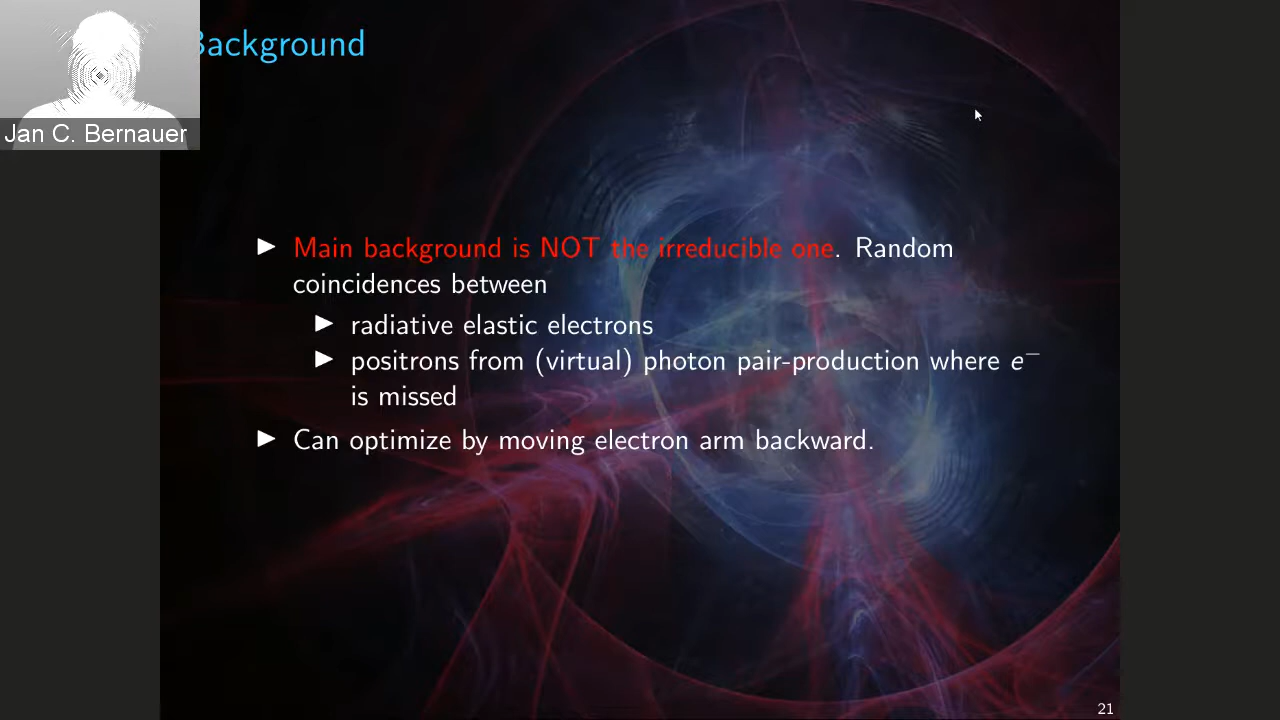 Background
Jan C. Bernauer
▶ Main background is NOT the irreducible one. Random
coincidences between
▶ radiative elastic electrons
▶ positrons from (virtual) photon pair-production where e⁻
is missed
▶ Can optimize by moving electron arm backward.
21